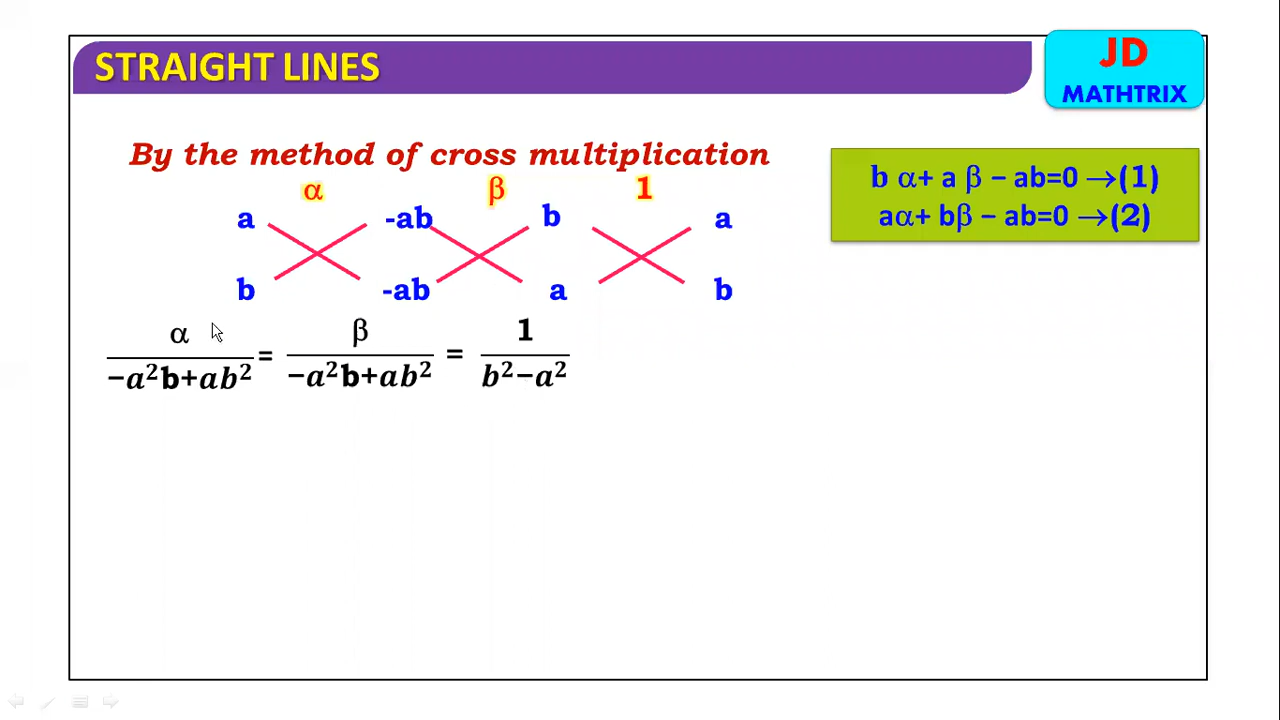 STRAIGHT LINES
JD
MATHTRIX
By the method of cross multiplication
α β 1
a -ab b a
b -ab a b
b α+ a β − ab=0 →(1)
aα+ bβ − ab=0 →(2)
α/(−a²b+ab²) = β/(−a²b+ab²) = 1/(b²−a²)